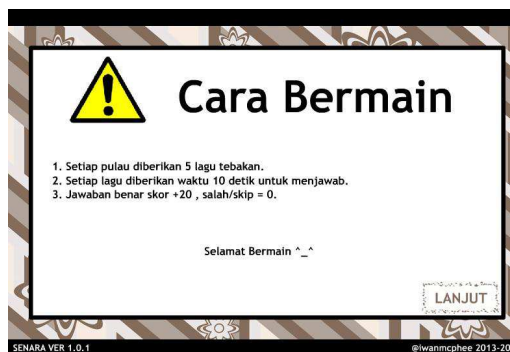 Cara Bermain
1. Setiap pulau diberikan 5 lagu tebakan.
2. Setiap lagu diberikan waktu 10 detik untuk menjawab.
3. Jawaban benar skor +20 , salah/skip = 0.
Selamat Bermain ^_^
LANJUT
SENARA VER 1.0.1
@iwanmcphee 2013-20